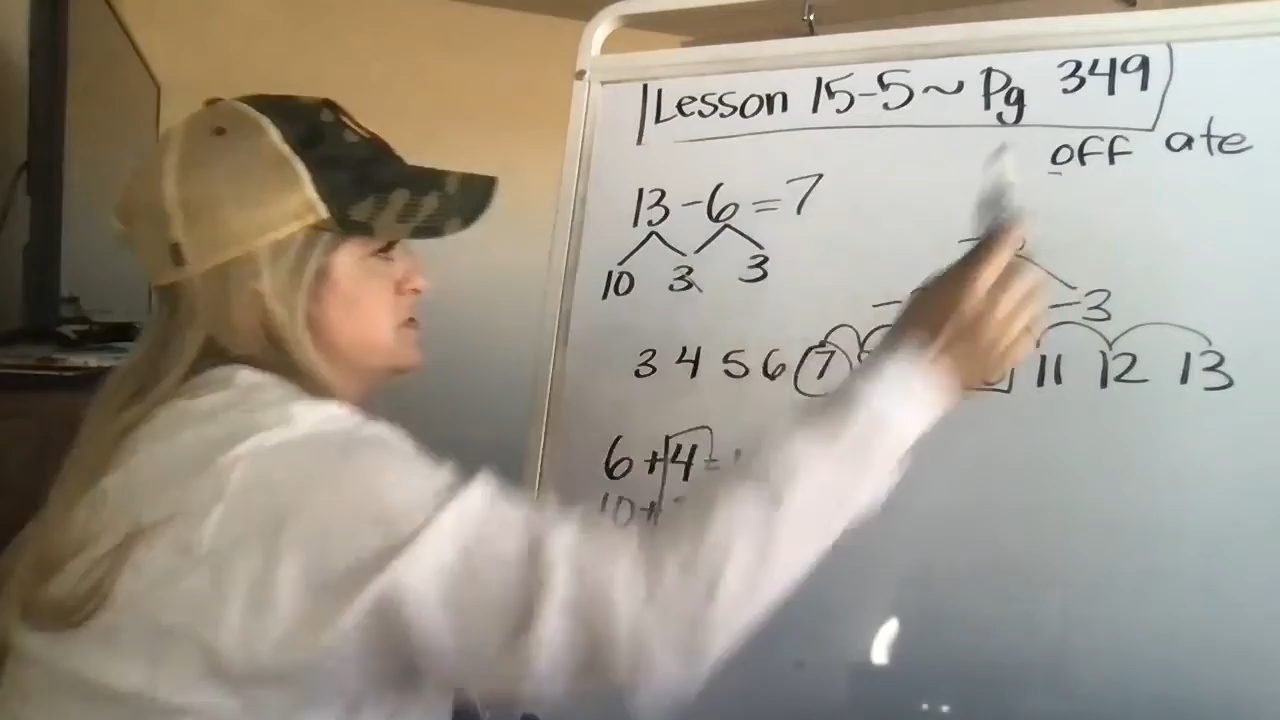 Lesson 15-5 ~ Pg 349
off ate
13 - 6 = 7
10 3 3
-3
3 4 5 6 7 11 12 13
6 + 4 =
10 +